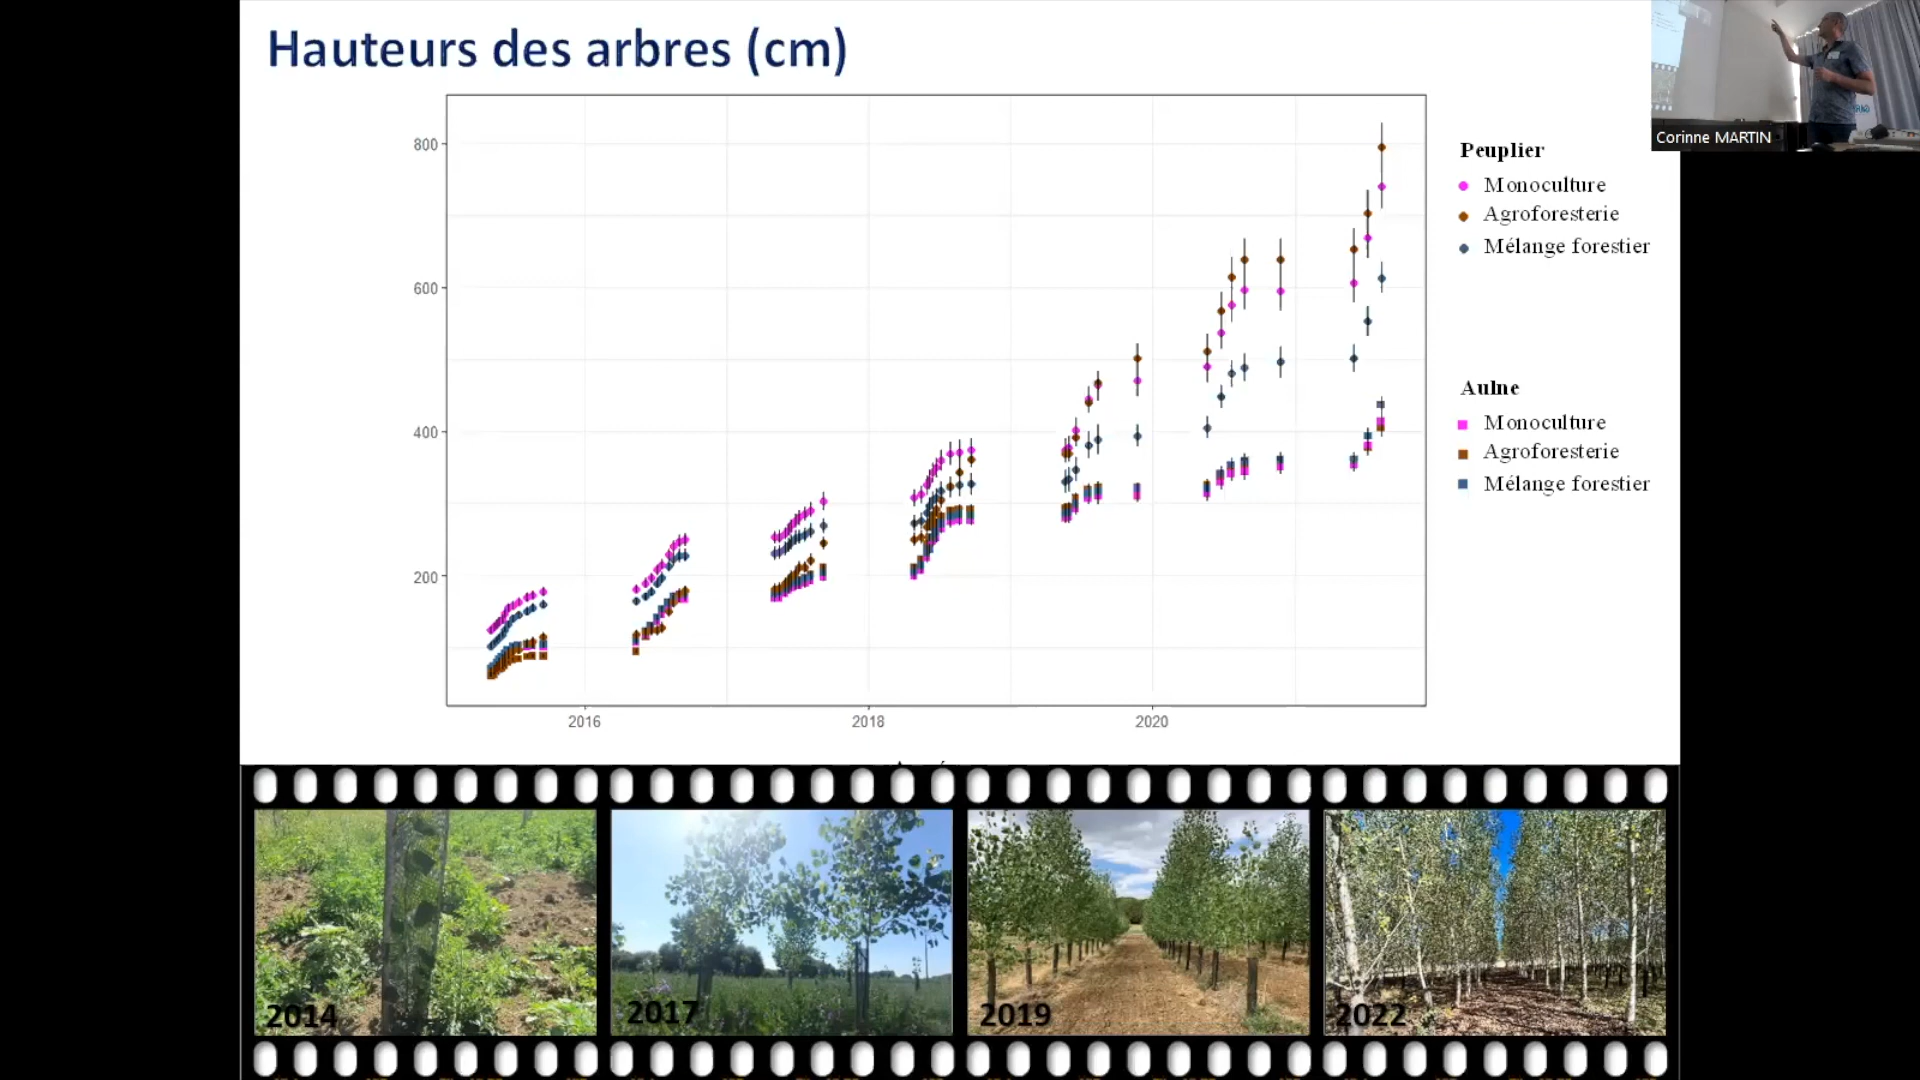 Hauteurs des arbres (cm)
Corinne MARTIN
800
600
400
200
2016
2018
2020
Peuplier
Monoculture
Agroforesterie
Mélange forestier
Aulne
Monoculture
Agroforesterie
Mélange forestier
2014
2017
2019
2022